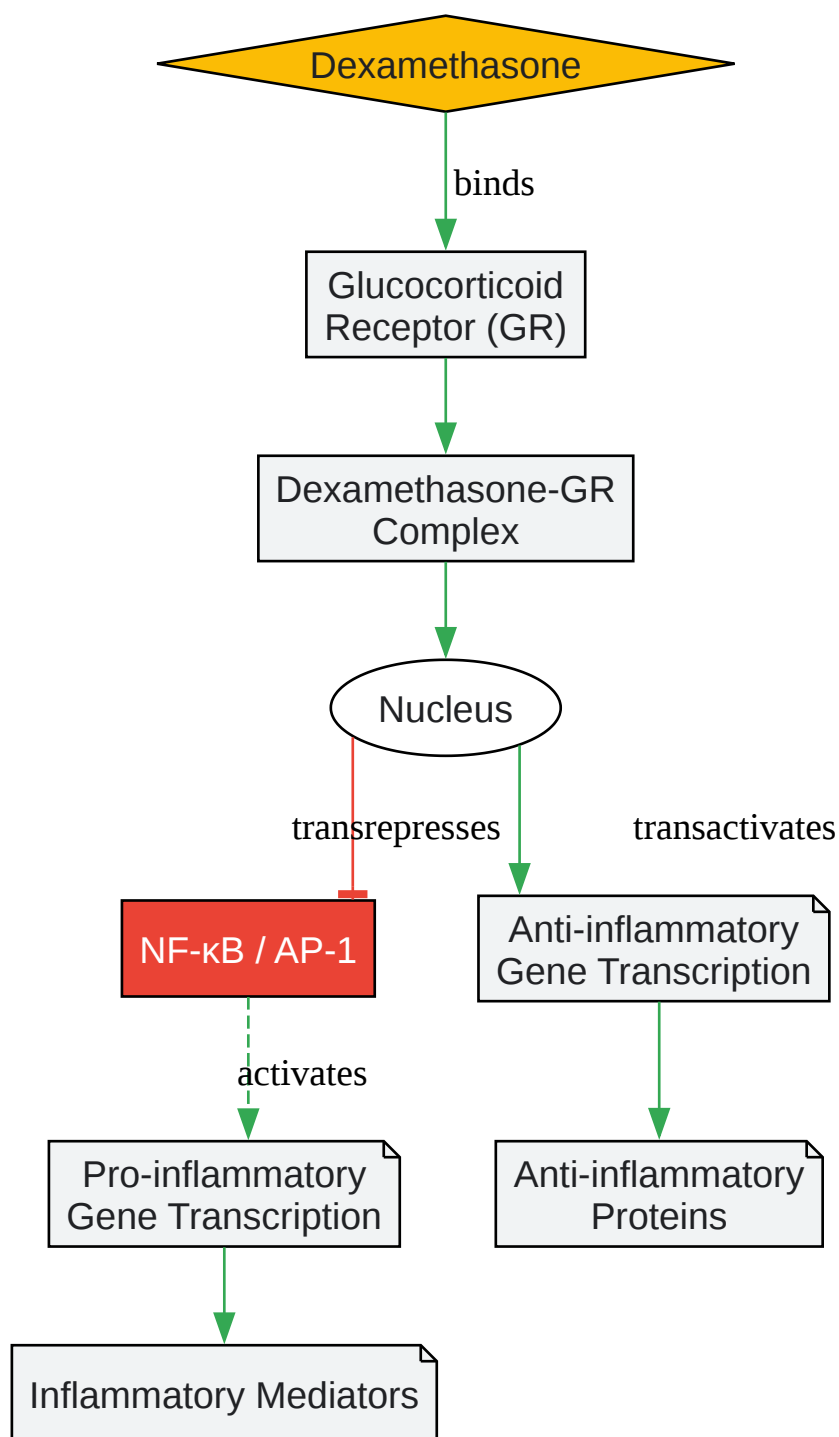 Dexamethasone
binds
Glucocorticoid
Receptor (GR)
Dexamethasone-GR
Complex
Nucleus
transrepresses
transactivates
NF-κB / AP-1
Anti-inflammatory
Gene Transcription
activates
Pro-inflammatory
Gene Transcription
Anti-inflammatory
Proteins
Inflammatory Mediators